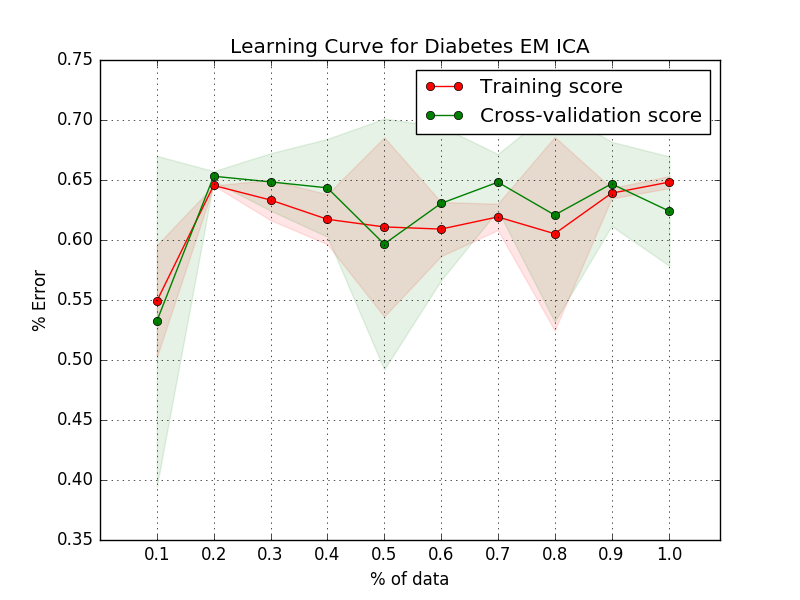 Learning Curve for Diabetes EM ICA
Training score
Cross-validation score
0.75
0.70
0.65
0.60
0.55
0.50
0.45
0.40
0.35
% Error
0.1 0.2 0.3 0.4 0.5 0.6 0.7 0.8 0.9 1.0
% of data